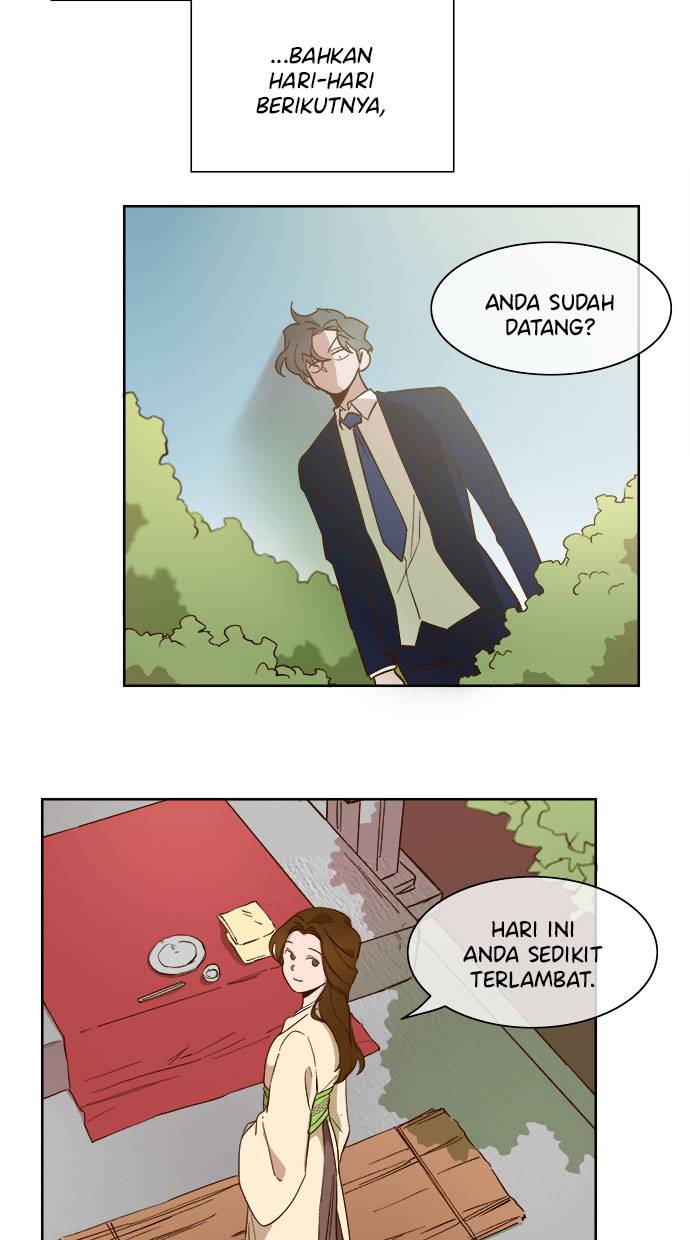 ...BAHKAN
HARI-HARI
BERIKUTNYA,
ANDA SUDAH
DATANG?
HARI INI
ANDA SEDIKIT
TERLAMBAT.